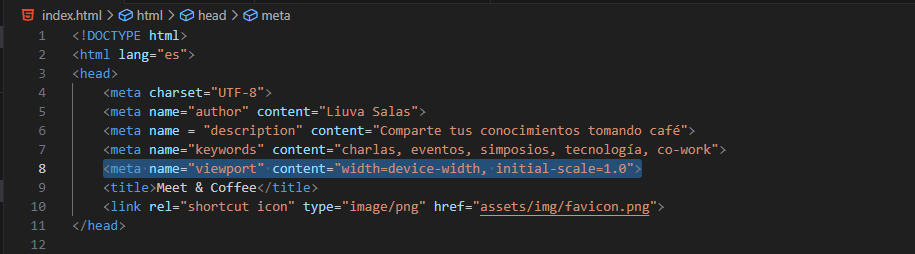 index.html > html > head > meta
1 <!DOCTYPE html>
2 <html lang="es">
3 <head>
4 <meta charset="UTF-8">
5 <meta name="author" content="Liuva Salas">
6 <meta name = "description" content="Comparte tus conocimientos tomando café">
7 <meta name="keywords" content="charlas, eventos, simposios, tecnología, co-work">
8 <meta name="viewport" content="width=device-width, initial-scale=1.0">
9 <title>Meet & Coffee</title>
10 <link rel="shortcut icon" type="image/png" href="assets/img/favicon.png">
11 </head>
12